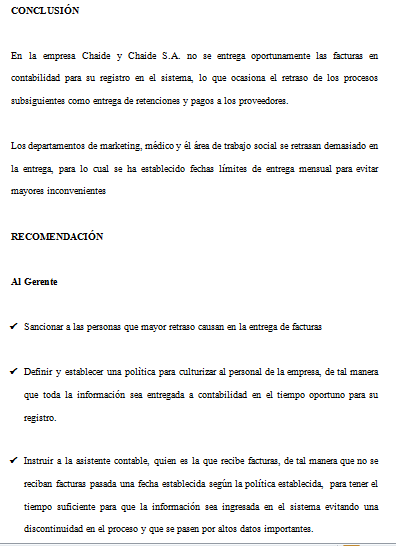 CONCLUSIÓN
En la empresa Chaide y Chaide S.A. no se entrega oportunamente las facturas en
contabilidad para su registro en el sistema, lo que ocasiona el retraso de los procesos
subsiguientes como entrega de retenciones y pagos a los proveedores.
Los departamentos de marketing, médico y él área de trabajo social se retrasan demasiado en
la entrega, para lo cual se ha establecido fechas límites de entrega mensual para evitar
mayores inconvenientes
RECOMENDACIÓN
Al Gerente
✓ Sancionar a las personas que mayor retraso causan en la entrega de facturas
✓ Definir y establecer una política para culturizar al personal de la empresa, de tal manera
que toda la información sea entregada a contabilidad en el tiempo oportuno para su
registro.
✓ Instruir a la asistente contable, quien es la que recibe facturas, de tal manera que no se
reciban facturas pasada una fecha establecida según la política establecida, para tener el
tiempo suficiente para que la información sea ingresada en el sistema evitando una
discontinuidad en el proceso y que se pasen por altos datos importantes.